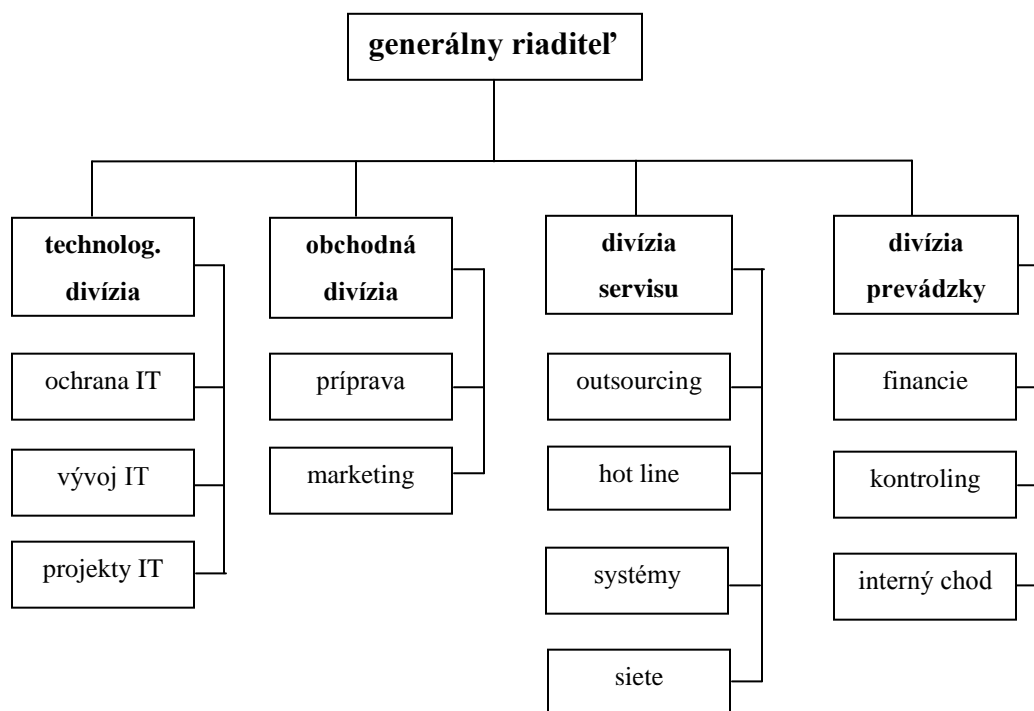 generálny riaditeľ
technolog.
divízia
ochrana IT
vývoj IT
projekty IT
obchodná
divízia
príprava
marketing
divízia
servisu
outsourcing
hot line
systémy
siete
divízia
prevádzky
financie
kontroling
interný chod